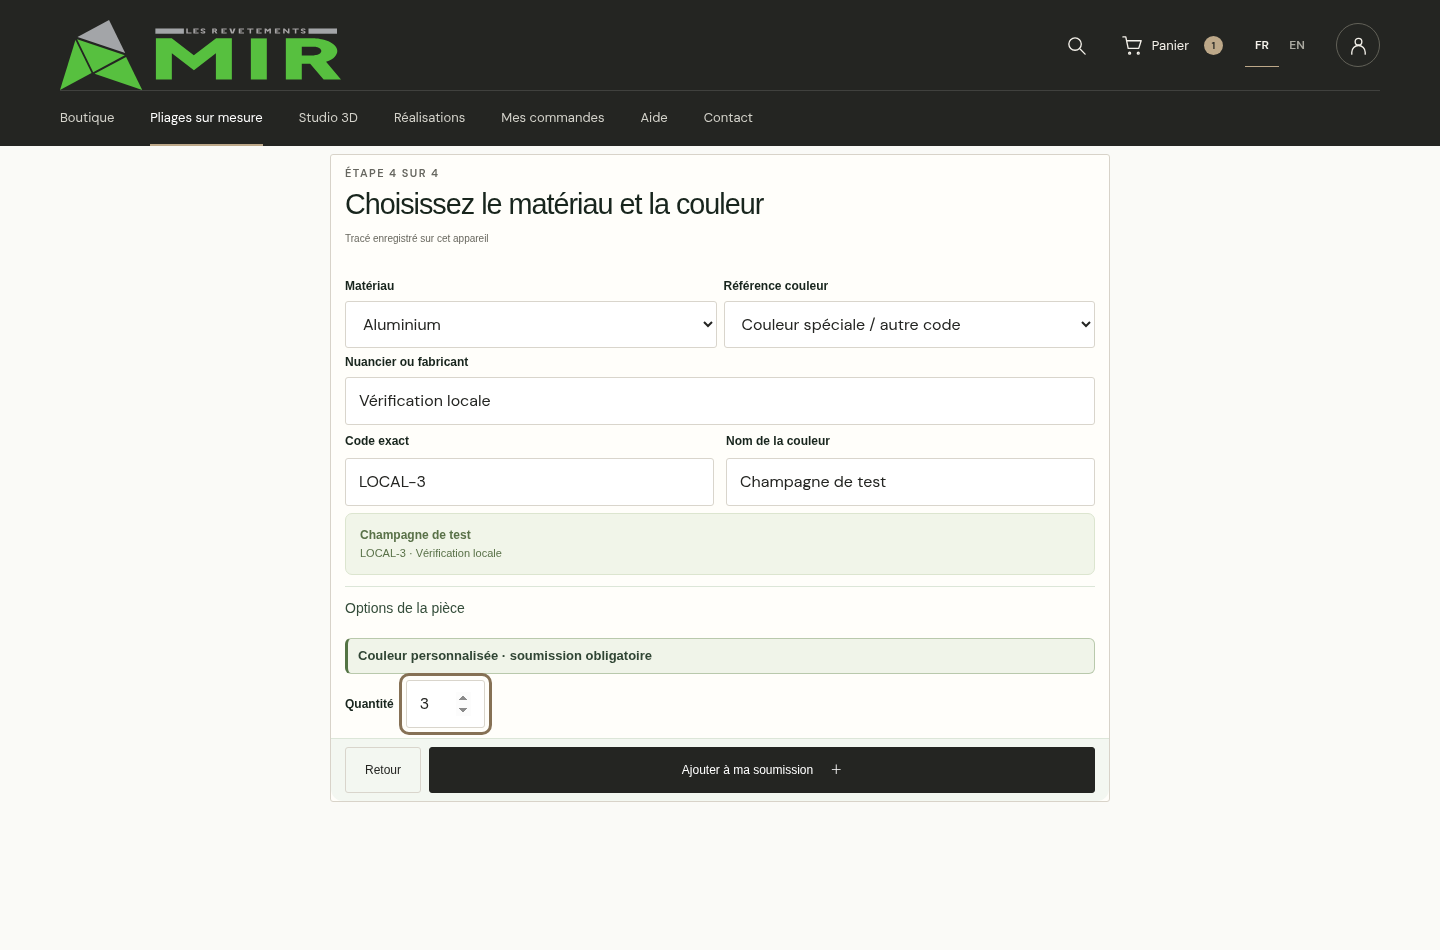 LES REVETEMENTS
MIR
Panier 1 FR EN
Boutique Pliages sur mesure Studio 3D Réalisations Mes commandes Aide Contact
ÉTAPE 4 SUR 4
Choisissez le matériau et la couleur
Tracé enregistré sur cet appareil
Matériau Référence couleur
Aluminium Couleur spéciale / autre code
Nuancier ou fabricant
Vérification locale
Code exact Nom de la couleur
LOCAL-3 Champagne de test
Champagne de test
LOCAL-3 · Vérification locale
Options de la pièce
Couleur personnalisée · soumission obligatoire
Quantité 3
Retour Ajouter à ma soumission +